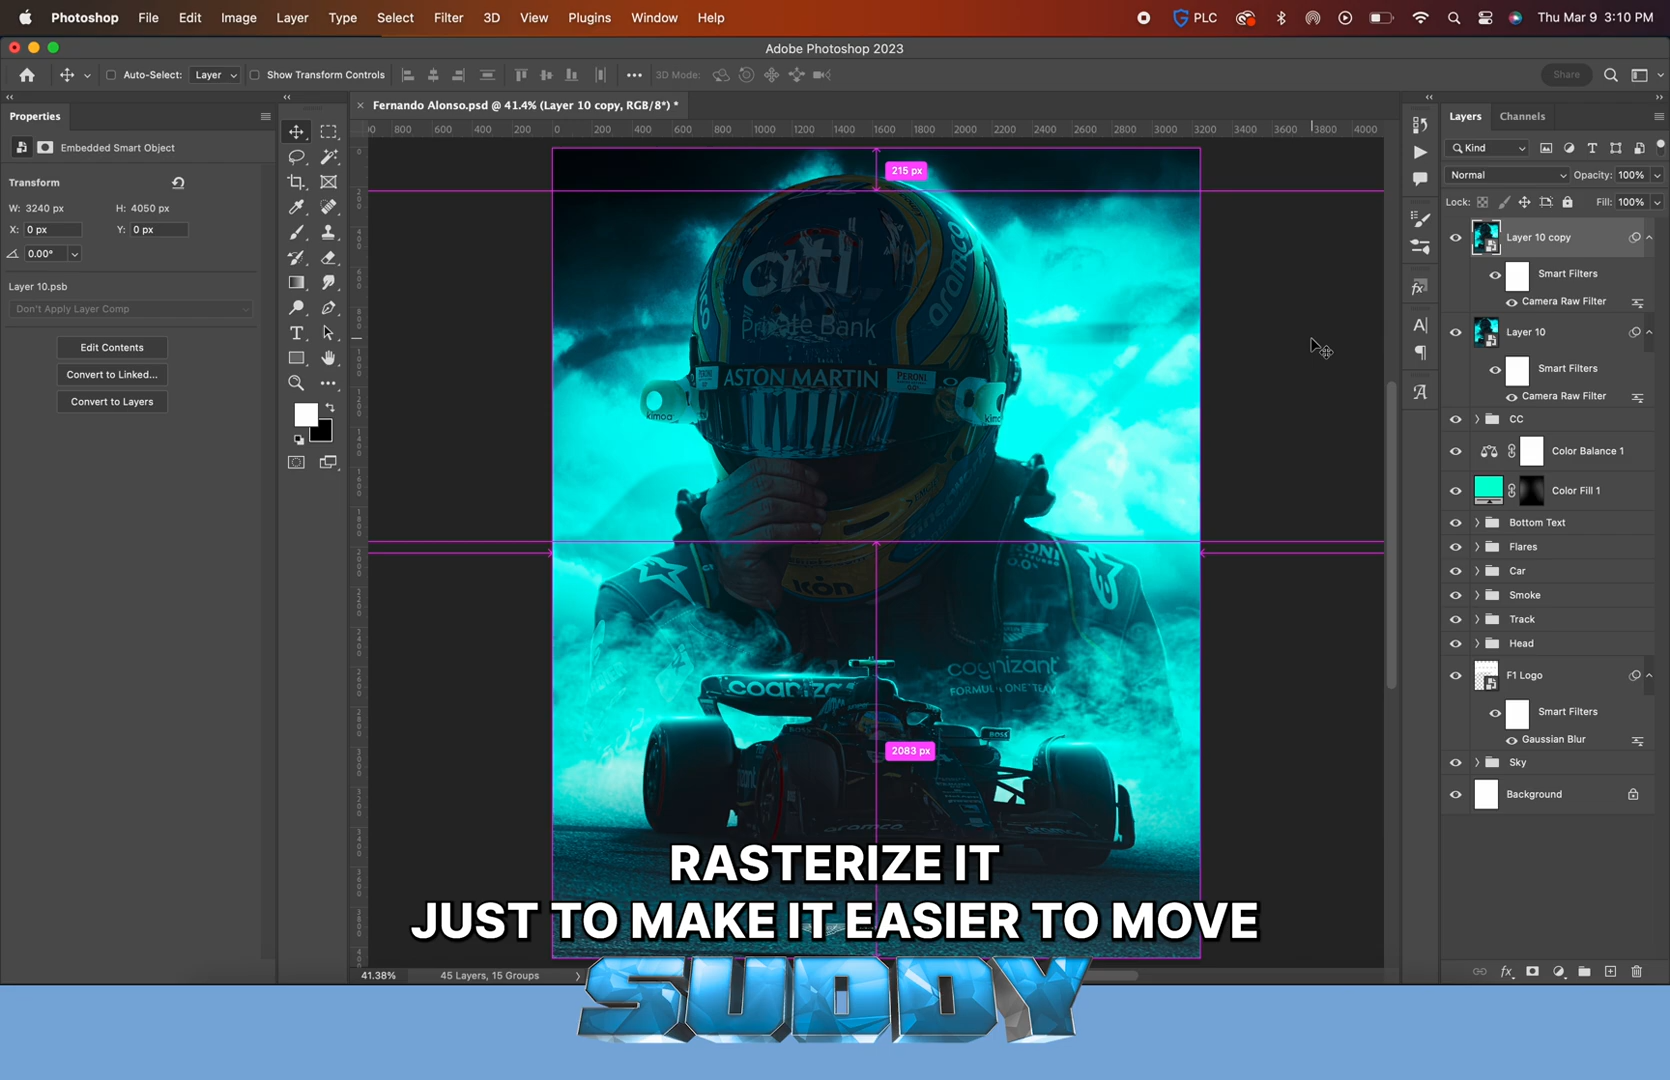 Photoshop File Edit Image Layer Type Select Filter 3D View Plugins Window Help
PLC
Thu Mar 9 3:10 PM
Adobe Photoshop 2023
Auto-Select: Layer Show Transform Controls
3D Mode:
Share
Properties
Fernando Alonso.psd @ 41.4% (Layer 10 copy, RGB/8*) *
800 600 400 200 0 200 400 600 800 1000 1200 1400 1600 1800 2000 2200 2400 2600 2800 3000 3200 3400 3600 3800 4000
Embedded Smart Object
Transform
W: 3240 px H: 4050 px
X: 0 px Y: 0 px
0.00°
Layer 10.psb
Don't Apply Layer Comp
Edit Contents
Convert to Linked...
Convert to Layers
215 px
citi
Private Bank
aramco
ASTON MARTIN
PERONI
0.0%
kimoa
kimo
Icón
cognizant
FORMULA ONE TEAM
cogniza
BOSS
2083 px
aramco
Layers Channels
Kind
Normal Opacity: 100%
Lock: Fill: 100%
Layer 10 copy
Smart Filters
Camera Raw Filter
Layer 10
Smart Filters
Camera Raw Filter
CC
Color Balance 1
Color Fill 1
Bottom Text
Flares
Car
Smoke
Track
Head
F1 Logo
Smart Filters
Gaussian Blur
Sky
Background
RASTERIZE IT
JUST TO MAKE IT EASIER TO MOVE
41.38% 45 Layers, 15 Groups
SUDDY